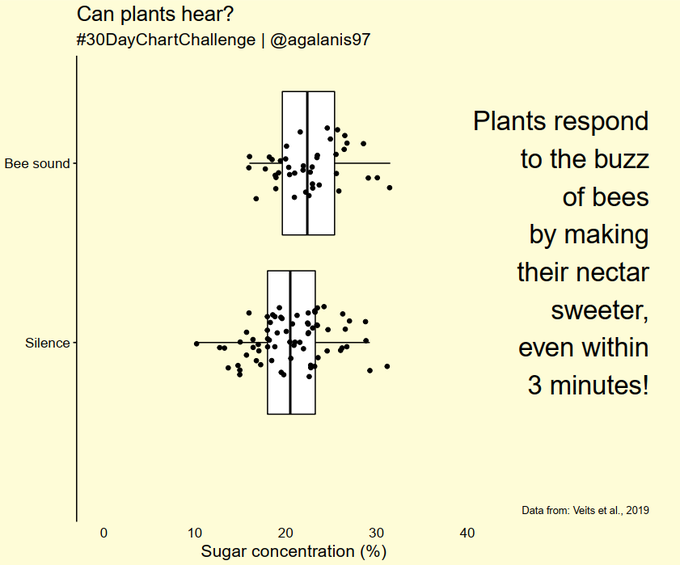 Can plants hear?
#30DayChartChallenge | @agalanis97
Bee sound
Silence
Plants respond
to the buzz
of bees
by making
their nectar
sweeter,
even within
3 minutes!
Data from: Veits et al., 2019
0 10 20 30 40
Sugar concentration (%)